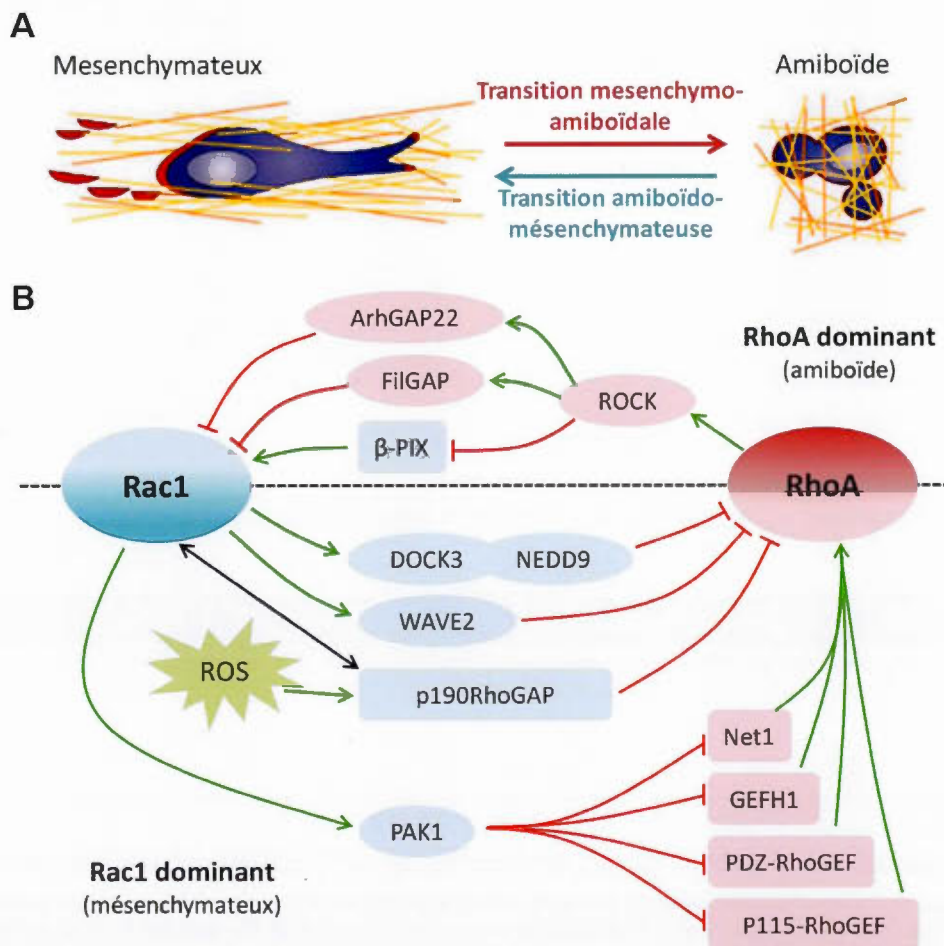 A
Mesenchymateux
Transition mesenchymo-
amiboïdale
Transition amiboïdo-
mésenchymateuse
Amiboïde
B
ArhGAP22
FilGAP
ROCK
β-PIX
RhoA dominant
(amiboïde)
Rac1
RhoA
DOCK3
NEDD9
WAVE2
ROS
p190RhoGAP
Net1
GEFH1
PAK1
PDZ-RhoGEF
P115-RhoGEF
Rac1 dominant
(mésenchymateux)